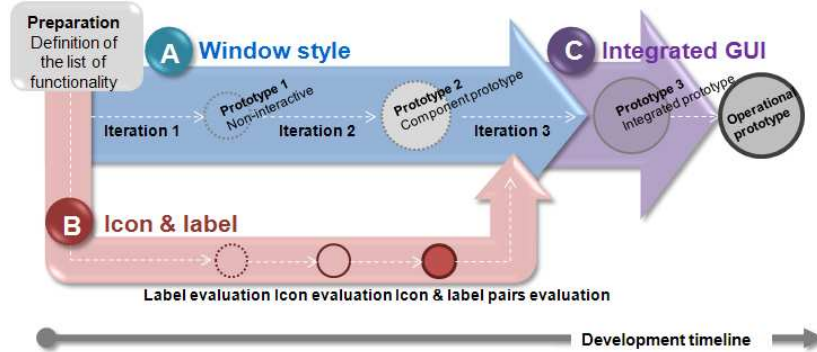 Preparation
Definition of
the list of
functionality
A Window style
C Integrated GUI
Prototype 1
Non-interactive
Prototype 2
Component prototype
Prototype 3
Integrated prototype
Operational
prototype
Iteration 1
Iteration 2
Iteration 3
B Icon & label
Label evaluation Icon evaluation Icon & label pairs evaluation
Development timeline